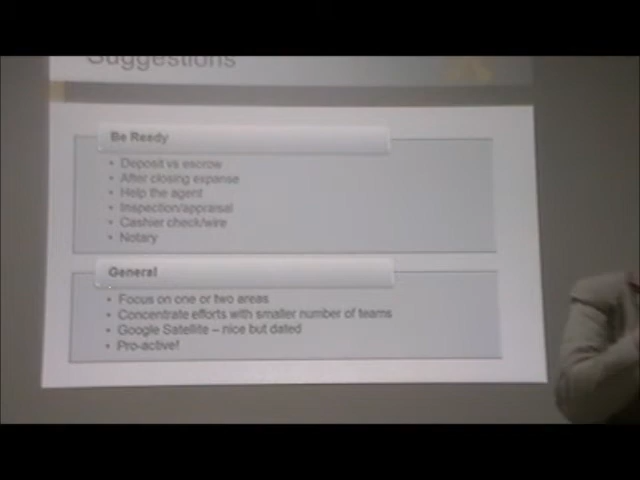 Suggestions
Be Ready
• Deposit vs escrow
• After closing expense
• Help the agent
• Inspection/appraisal
• Cashier check/wire
• Notary
General
• Focus on one or two areas
• Concentrate efforts with smaller number of teams
• Google Satellite – nice but dated
• Pro-active!